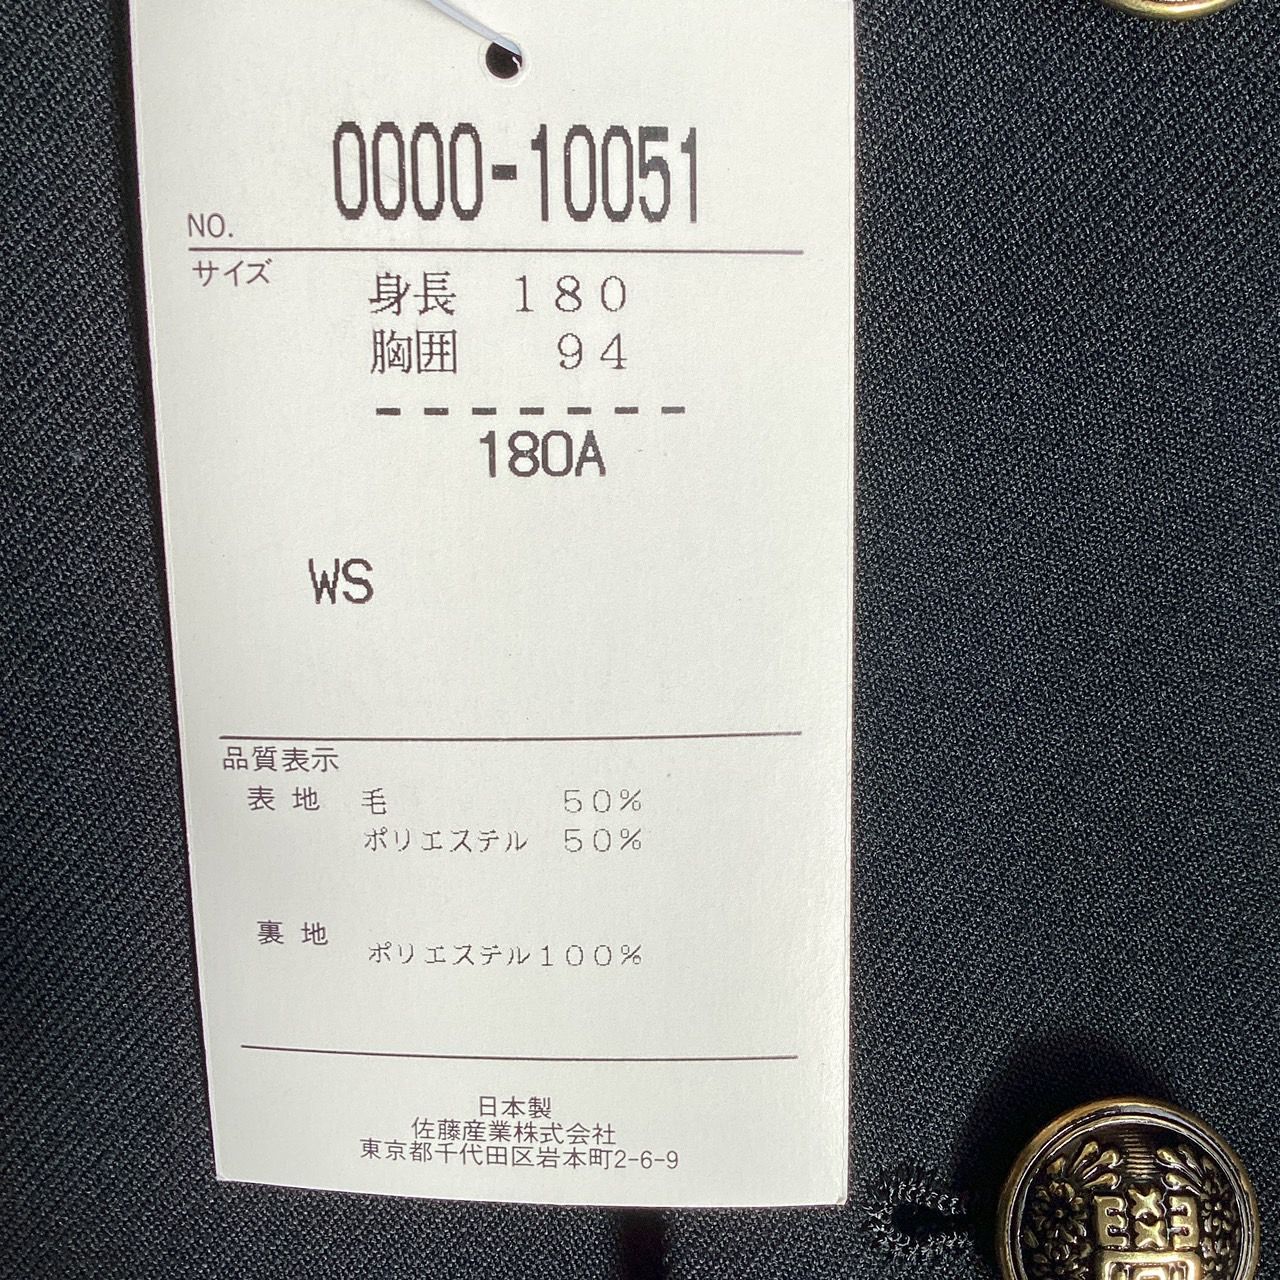 0000-10051
NO.
サイズ
身長 180
胸囲 94
-------
180A
WS
品質表示
表地 毛 50%
ポリエステル 50%
裏地
ポリエステル100%
日本製
佐藤産業株式会社
東京都千代田区岩本町2-6-9